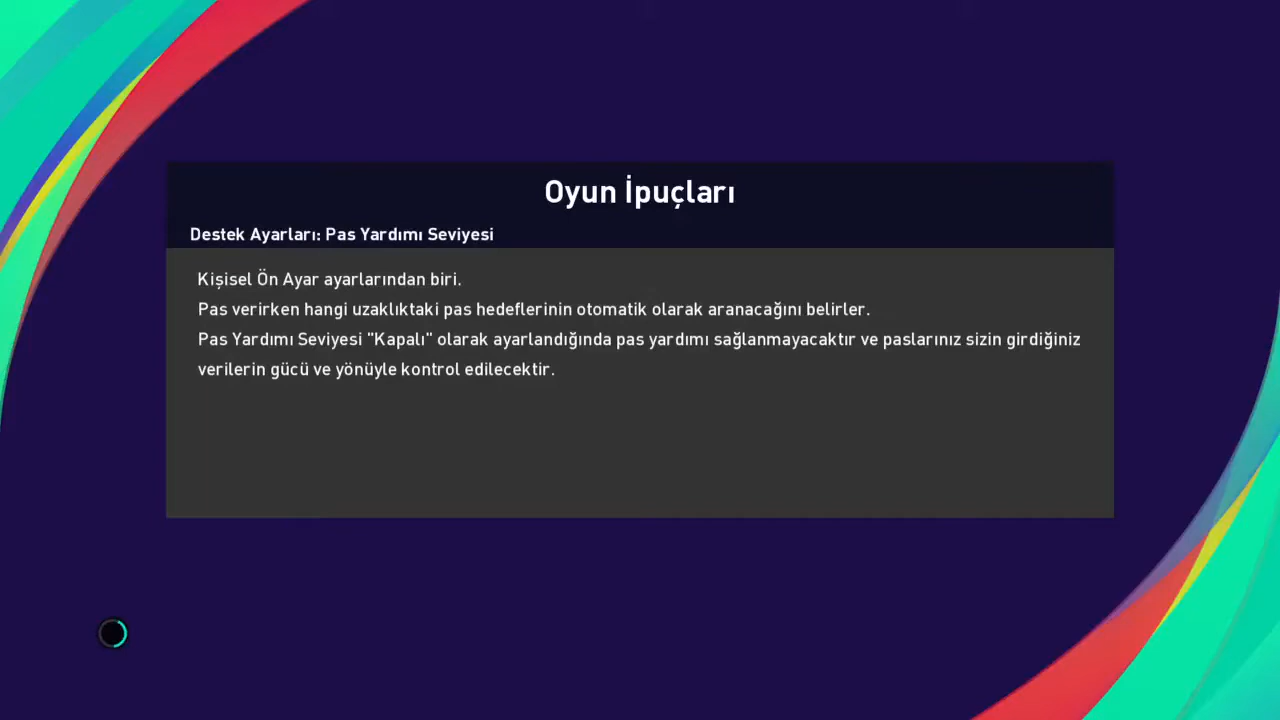 Oyun İpuçları
Destek Ayarları: Pas Yardımı Seviyesi
Kişisel Ön Ayar ayarlarından biri.
Pas verirken hangi uzaklıktaki pas hedeflerinin otomatik olarak aranacağını belirler.
Pas Yardımı Seviyesi "Kapalı" olarak ayarlandığında pas yardımı sağlanmayacaktır ve paslarınız sizin girdiğiniz
verilerin gücü ve yönüyle kontrol edilecektir.